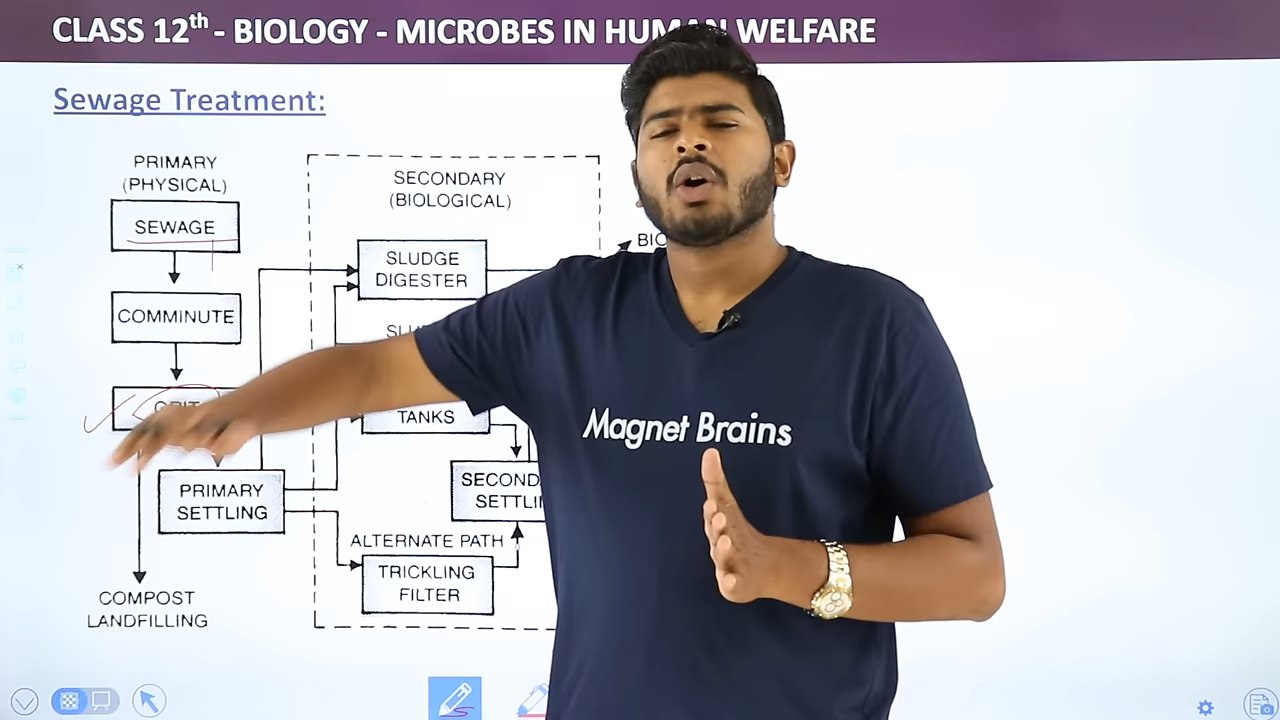 CLASS 12th - BIOLOGY - MICROBES IN HUMAN WELFARE
Sewage Treatment:
PRIMARY
(PHYSICAL)
SEWAGE
COMMINUTE
PRIMARY
SETTLING
COMPOST
LANDFILLING
SECONDARY
(BIOLOGICAL)
SLUDGE
DIGESTER
TANKS
ALTERNATE PATH
TRICKLING
FILTER
Magnet Brains